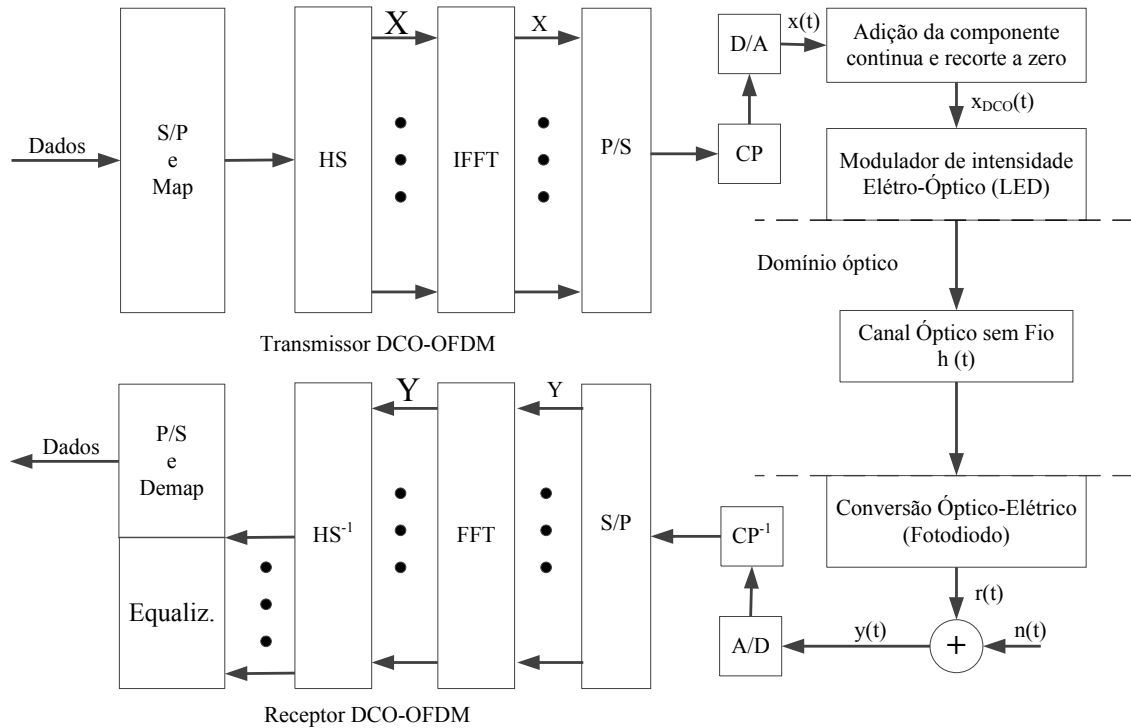 Dados
S/P
e
Map
HS
X
IFFT
X
P/S
CP
D/A
x(t)
Adição da componente
continua e recorte a zero
x_DCO(t)
Modulador de intensidade
Elétro-Óptico (LED)
Transmissor DCO-OFDM
Domínio óptico
Canal Óptico sem Fio
h (t)
Conversão Óptico-Elétrico
(Fotodiodo)
r(t)
n(t)
+
y(t)
A/D
CP⁻¹
S/P
Y
FFT
Y
HS⁻¹
Equaliz.
P/S
e
Demap
Dados
Receptor DCO-OFDM